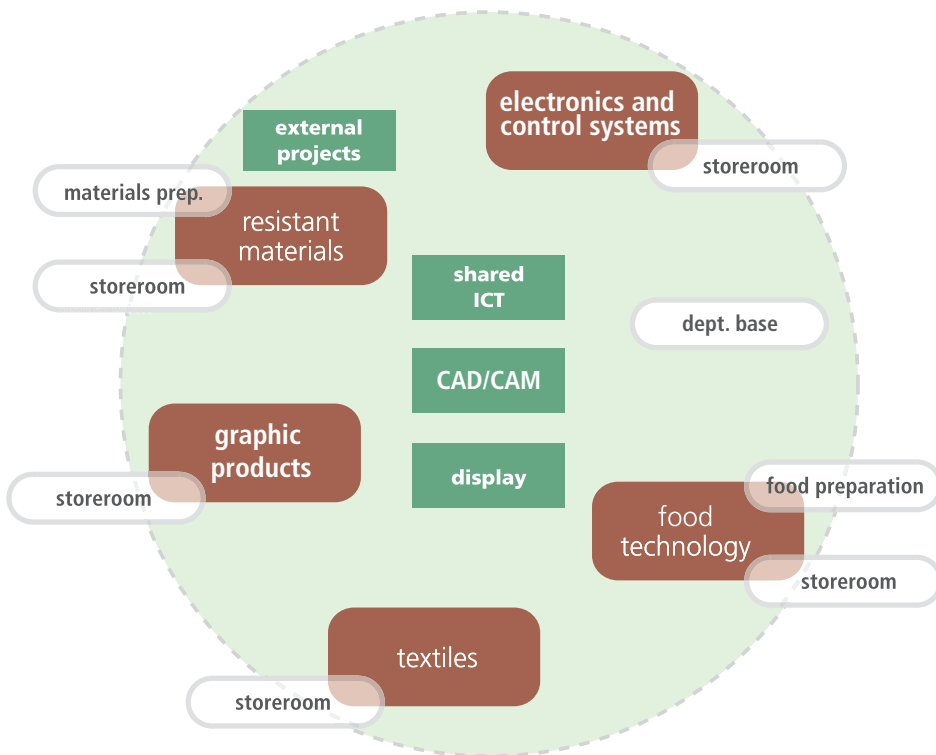 electronics and
control systems
storeroom
external
projects
materials prep.
resistant
materials
storeroom
shared
ICT
dept. base
CAD/CAM
graphic
products
storeroom
display
food preparation
food
technology
storeroom
textiles
storeroom